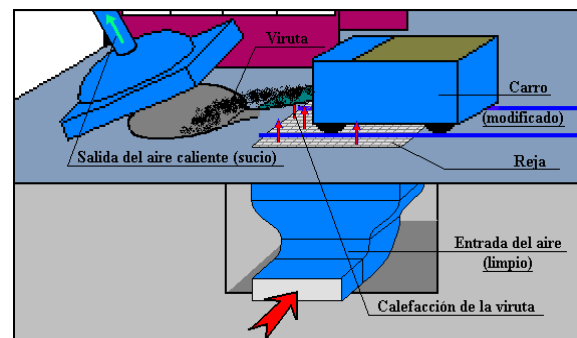 Viruta
Carro
(modificado)
Salida del aire caliente (sucio)
Reja
Entrada del aire
(limpio)
Calefacción de la viruta